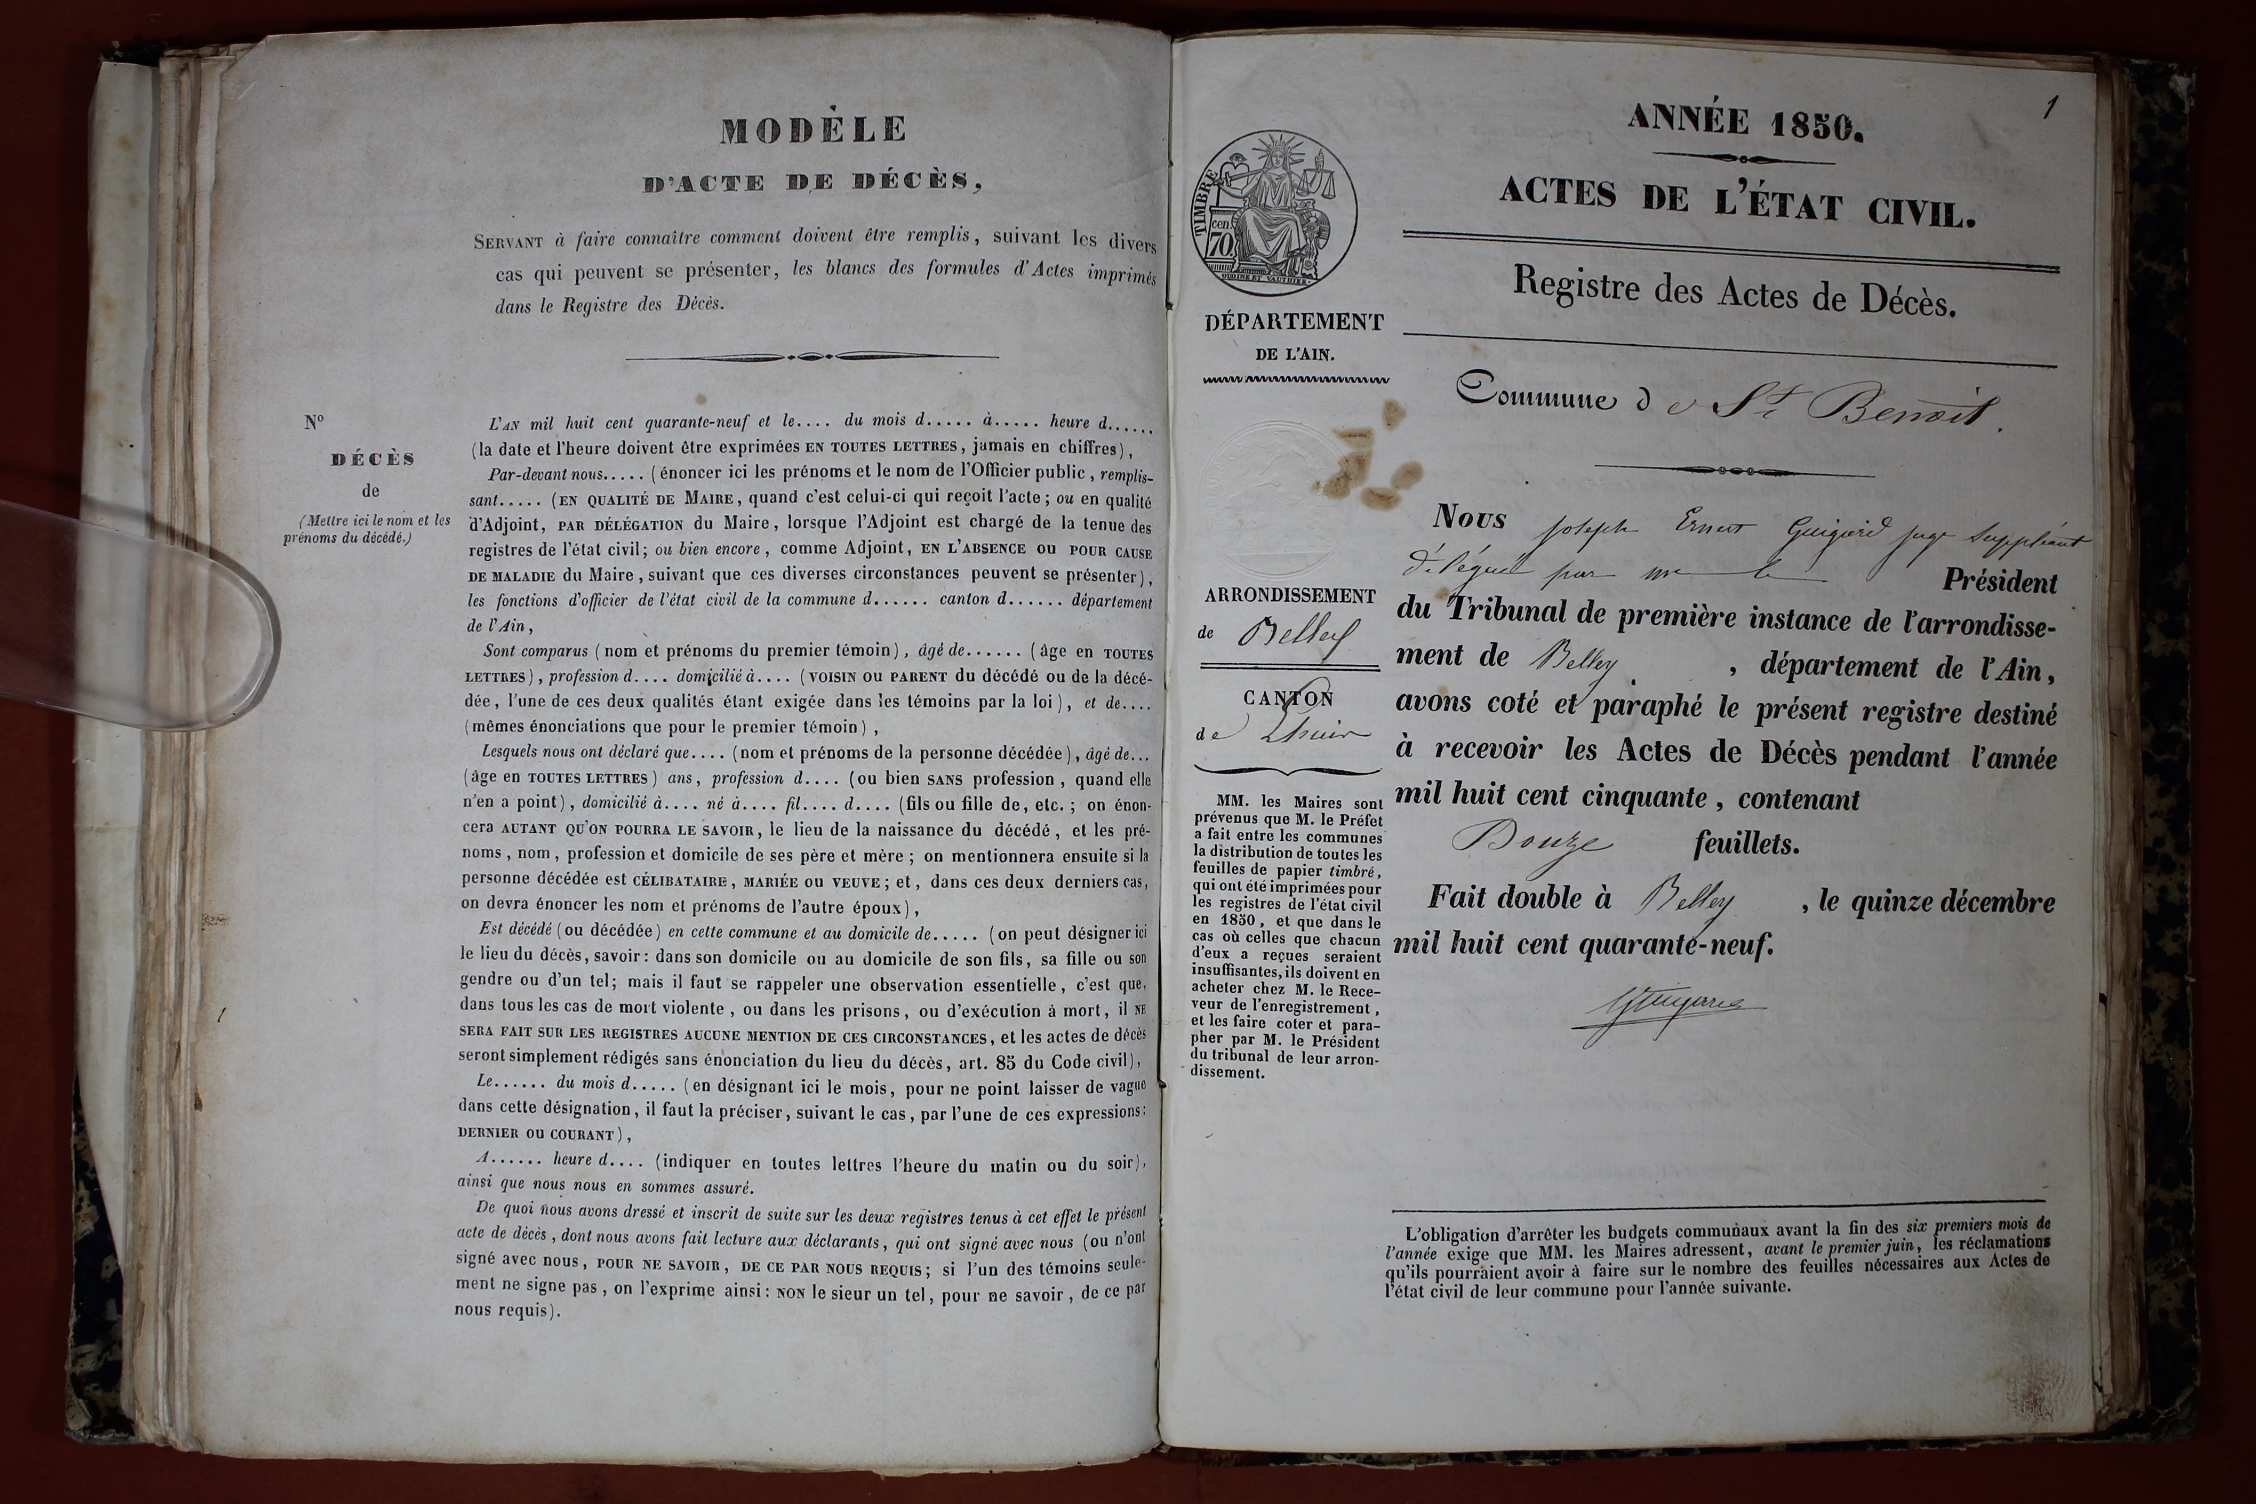 MODÈLE
D'ACTE DE DÉCÈS,
SERVANT à faire connaître comment doivent être remplis, suivant les divers
cas qui peuvent se présenter, les blancs des formules d'Actes imprimés
dans le Registre des Décès.
N°
DÉCÈS
de
(Mettre ici le nom et les
prénoms du décédé.)
L'AN mil huit cent quarante-neuf et le.... du mois d..... à..... heure d......
(la date et l'heure doivent être exprimées EN TOUTES LETTRES, jamais en chiffres),
Par-devant nous..... (énoncer ici les prénoms et le nom de l'Officier public, remplis-
sant..... (EN QUALITÉ DE MAIRE, quand c'est celui-ci qui reçoit l'acte; ou en qualité
d'Adjoint, PAR DÉLÉGATION du Maire, lorsque l'Adjoint est chargé de la tenue des
registres de l'état civil; ou bien encore, comme Adjoint, EN L'ABSENCE OU POUR CAUSE
DE MALADIE du Maire, suivant que ces diverses circonstances peuvent se présenter),
les fonctions d'officier de l'état civil de la commune d...... canton d...... département
de l'Ain,
Sont comparus (nom et prénoms du premier témoin), âgé de...... (âge en TOUTES
LETTRES), profession d.... domicilié à.... (VOISIN OU PARENT du décédé ou de la décé-
dée, l'une de ces deux qualités étant exigée dans les témoins par la loi), et de....
(mêmes énonciations que pour le premier témoin),
Lesquels nous ont déclaré que.... (nom et prénoms de la personne décédée), âgé de...
(âge en TOUTES LETTRES) ans, profession d.... (ou bien SANS profession, quand elle
n'en a point), domicilié à.... né à.... fil.... d.... (fils ou fille de, etc.; on énon-
cera AUTANT QU'ON POURRA LE SAVOIR, le lieu de la naissance du décédé, et les pré-
noms, nom, profession et domicile de ses père et mère; on mentionnera ensuite si la
personne décédée est CÉLIBATAIRE, MARIÉE OU VEUVE; et, dans ces deux derniers cas,
on devra énoncer les nom et prénoms de l'autre époux),
Est décédé (ou décédée) en cette commune et au domicile de..... (on peut désigner ici
le lieu du décès, savoir: dans son domicile ou au domicile de son fils, sa fille ou son
gendre ou d'un tel; mais il faut se rappeler une observation essentielle, c'est que,
dans tous les cas de mort violente, ou dans les prisons, ou d'exécution à mort, il NE
SERA FAIT SUR LES REGISTRES AUCUNE MENTION DE CES CIRCONSTANCES, et les actes de décès
seront simplement rédigés sans énonciation du lieu du décès, art. 85 du Code civil),
Le...... du mois d..... (en désignant ici le mois, pour ne point laisser de vague
dans cette désignation, il faut la préciser, suivant le cas, par l'une de ces expressions:
DERNIER OU COURANT),
A...... heure d.... (indiquer en toutes lettres l'heure du matin ou du soir),
ainsi que nous nous en sommes assuré.
De quoi nous avons dressé et inscrit de suite sur les deux registres tenus à cet effet le présent
acte de décès, dont nous avons fait lecture aux déclarants, qui ont signé avec nous (ou n'ont
signé avec nous, POUR NE SAVOIR, DE CE PAR NOUS REQUIS; si l'un des témoins seule-
ment ne signe pas, on l'exprime ainsi: NON le sieur un tel, pour ne savoir, de ce par
nous requis).
1
ANNÉE 1850.
ACTES DE L'ÉTAT CIVIL.
Registre des Actes de Décès.
TIMBRE
cen.
70.
OUDINE ET VAUTHIER
DÉPARTEMENT
DE L'AIN.
Commune de St Benoit.
ARRONDISSEMENT
de Belley
CANTON
de Lhuis
MM. les Maires sont
prévenus que M. le Préfet
a fait entre les communes
la distribution de toutes les
feuilles de papier timbré,
qui ont été imprimées pour
les registres de l'état civil
en 1850, et que dans le
cas où celles que chacun
d'eux a reçues seraient
insuffisantes, ils doivent en
acheter chez M. le Rece-
veur de l'enregistrement,
et les faire coter et para-
pher par M. le Président
du tribunal de leur arron-
dissement.
Nous Joseph Ernest Guigard juge suppléant
délégué par mr le Président
du Tribunal de première instance de l'arrondisse-
ment de Belley, département de l'Ain,
avons coté et paraphé le présent registre destiné
à recevoir les Actes de Décès pendant l'année
mil huit cent cinquante, contenant
Douze feuillets.
Fait double à Belley, le quinze décembre
mil huit cent quarante-neuf.
L'obligation d'arrêter les budgets communaux avant la fin des six premiers mois de
l'année exige que MM. les Maires adressent, avant le premier juin, les réclamations
qu'ils pourraient avoir à faire sur le nombre des feuilles nécessaires aux Actes de
l'état civil de leur commune pour l'année suivante.